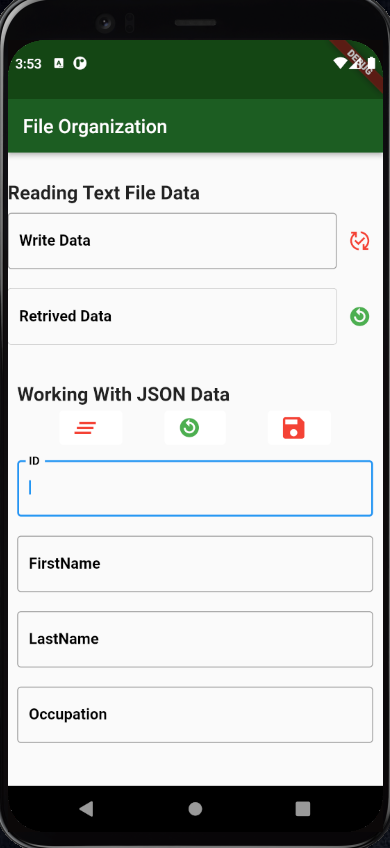 3:53
DEBUG
File Organization
Reading Text File Data
Write Data
Retrived Data
Working With JSON Data
ID
FirstName
LastName
Occupation